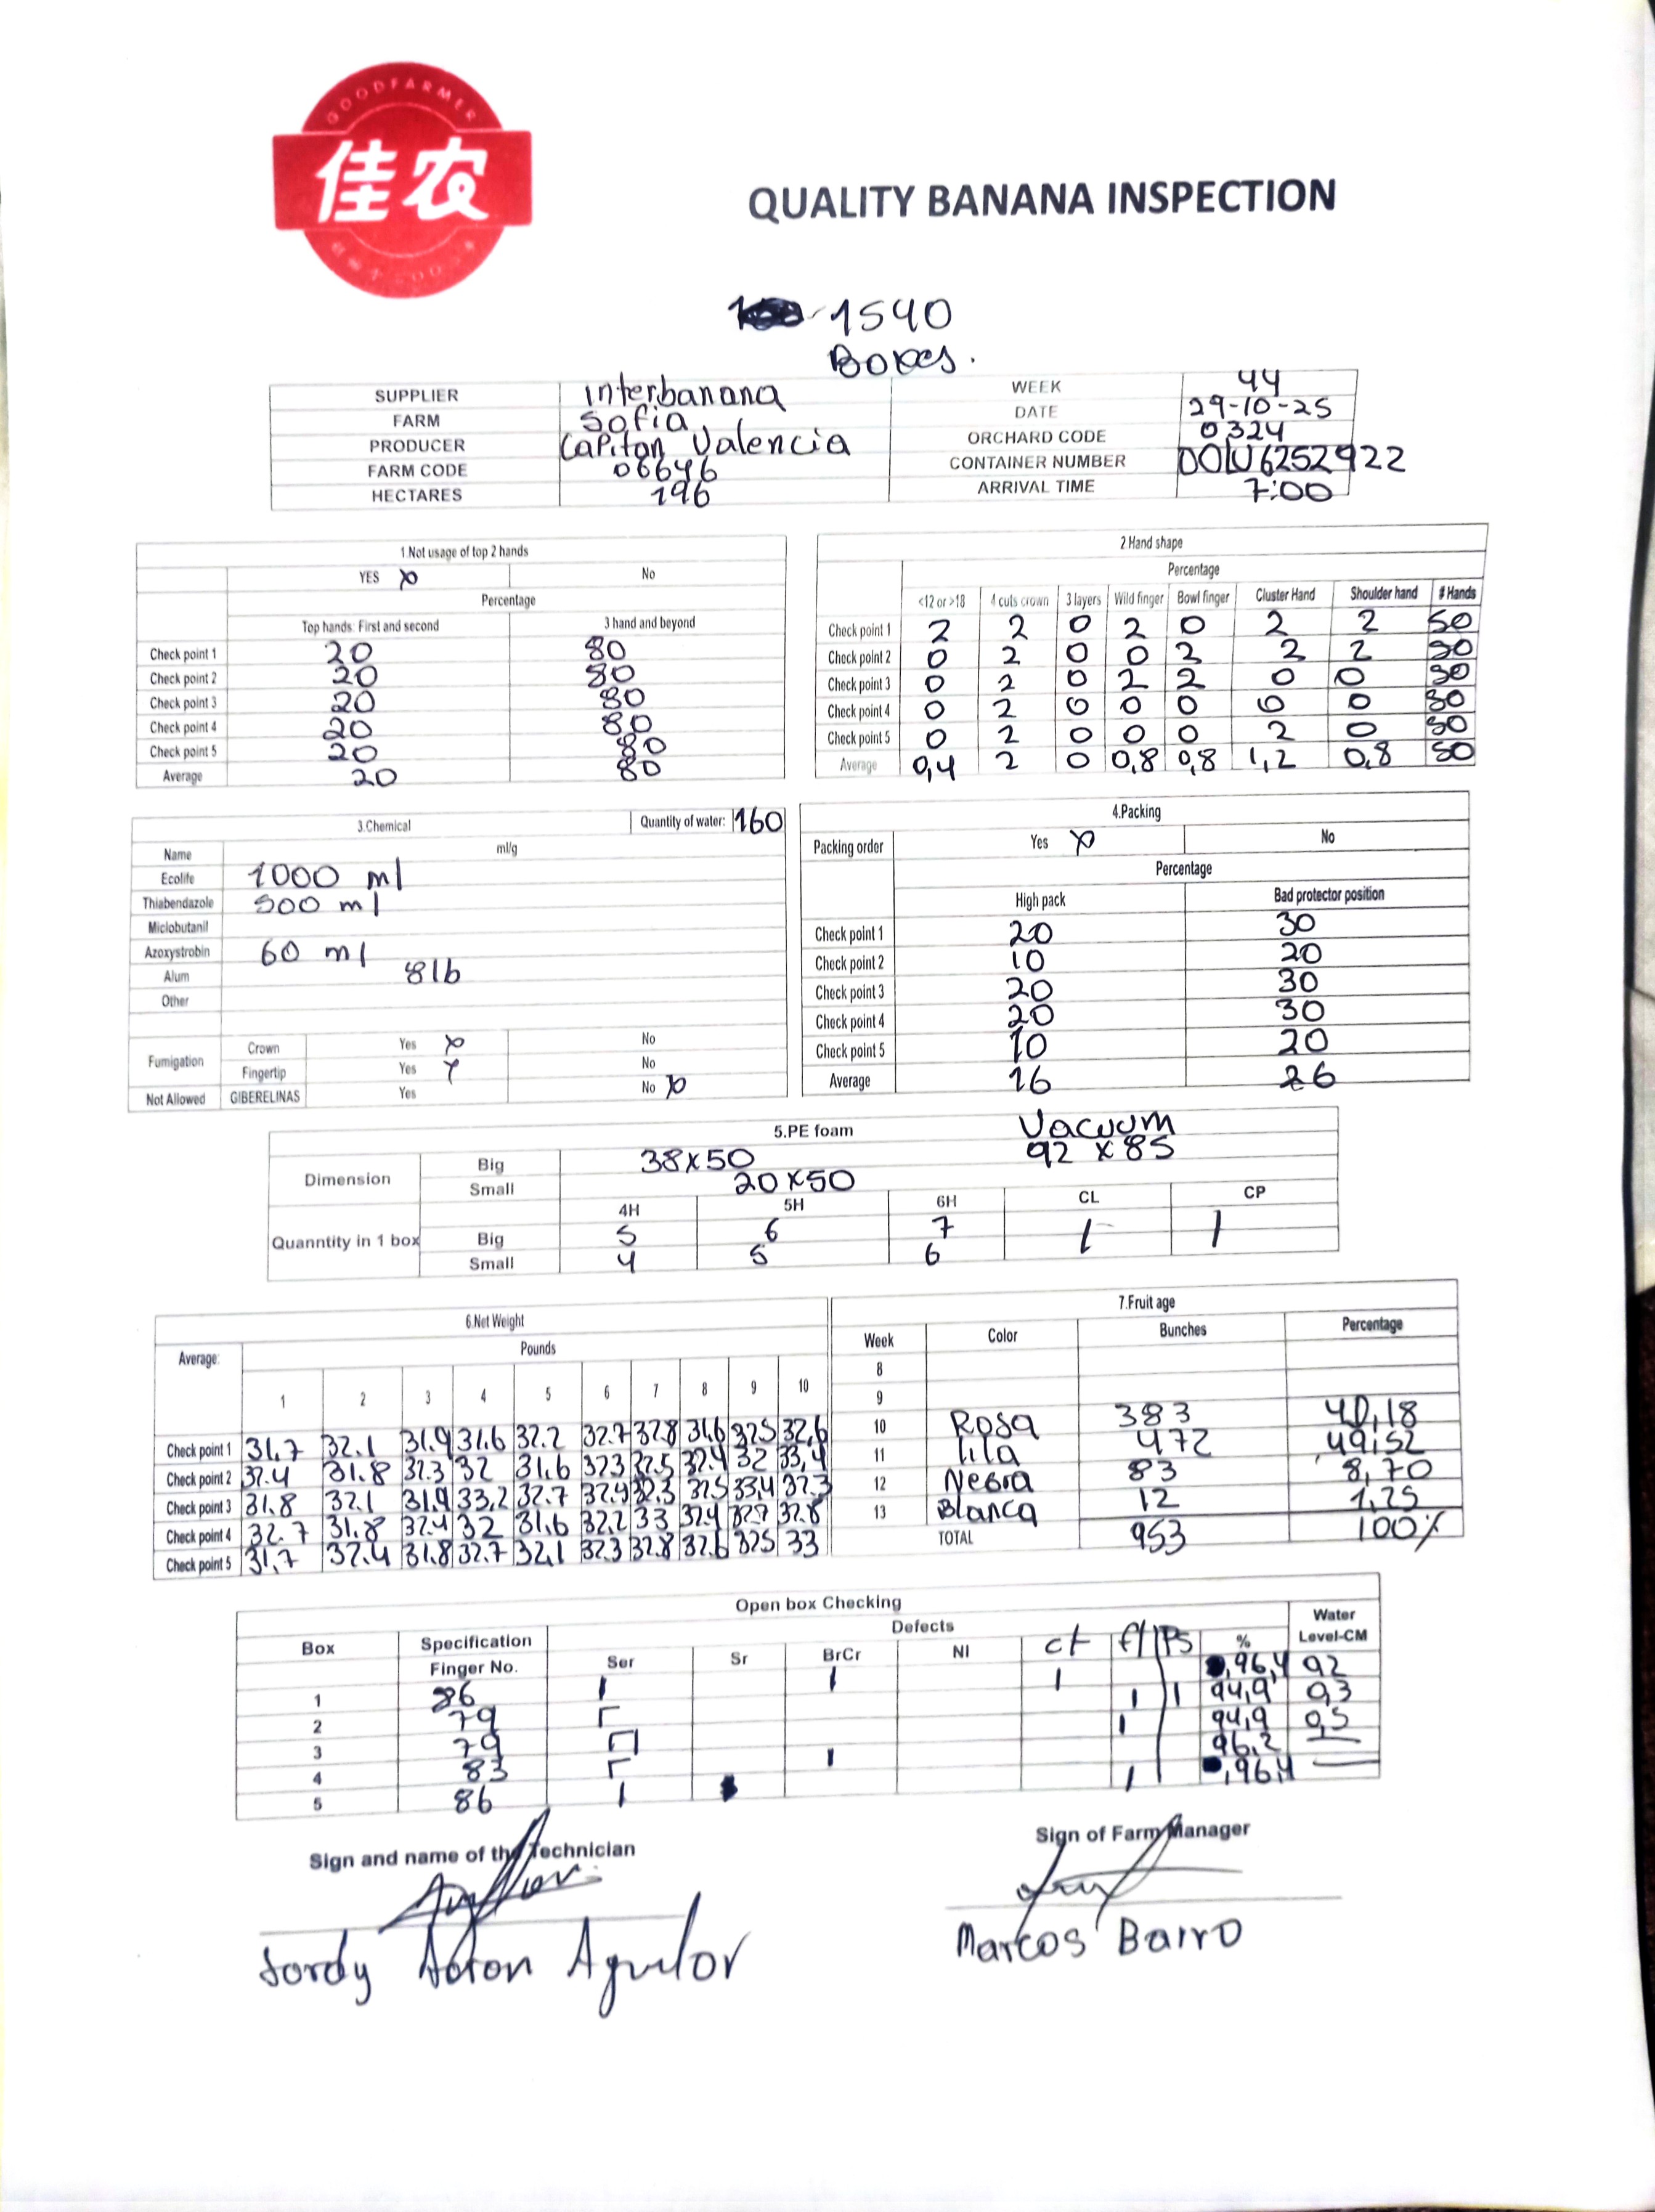 GOODFARMER
佳农
QUALITY BANANA INSPECTION
1540
Boxes.
SUPPLIER interbanana WEEK 44
FARM Sofia DATE 29-10-25
PRODUCER Capitan Valencia ORCHARD CODE 0324
FARM CODE 06646 CONTAINER NUMBER OOLU6252922
HECTARES 196 ARRIVAL TIME 7:00
1.Not usage of top 2 hands
YES x No
Percentage
Top hands: First and second 3 hand and beyond
Check point 1 20 80
Check point 2 20 80
Check point 3 20 80
Check point 4 20 80
Check point 5 20 80
Average 20 80
2.Hand shape
Percentage
<12 or >18 4 cuts crown 3 layers Wild finger Bowl finger Cluster Hand Shoulder hand # Hands
Check point 1 2 2 0 2 0 2 2 50
Check point 2 0 2 0 0 2 2 2 50
Check point 3 0 2 0 2 2 0 0 50
Check point 4 0 2 0 0 0 0 0 50
Check point 5 0 2 0 0 0 2 0 50
Average 0,4 2 0 0,8 0,8 1,2 0,8 50
3.Chemical Quantity of water: 160
Name ml/g
Ecolife 1000 ml
Thiabendazole 500 ml
Miclobutanil
Azoxystrobin 60 ml
Alum 8lb
Other
Fumigation Crown Yes x No
Fingertip Yes x No
Not Allowed GIBERELINAS Yes No x
4.Packing
Packing order Yes x No
Percentage
High pack Bad protector position
Check point 1 20 30
Check point 2 10 20
Check point 3 20 30
Check point 4 20 30
Check point 5 10 20
Average 16 26
5.PE foam Vacuum
Dimension Big 38x50 92 x 85
Small 20x50
4H 5H 6H CL CP
Quanntity in 1 box Big 5 6 7 1 1
Small 4 5 6
6.Net Weight
Average: Pounds
1 2 3 4 5 6 7 8 9 10
Check point 1 31,7 32.1 31.9 31.6 32.2 32.7 32.8 31,6 32.5 32,6
Check point 2 32.4 31.8 32.3 32 31.6 32.3 32.5 32.4 32 33,4
Check point 3 31.8 32.1 31.9 33,2 32.7 32.4 32.3 32.5 33,4 32.3
Check point 4 32.7 31.8 32.4 32 31.6 32,2 33 32.4 32.7 32.8
Check point 5 31,7 32.4 31.8 32.7 32,1 32.3 32.8 32.6 32.5 33
7.Fruit age
Week Color Bunches Percentage
8
9
10 Rosa 383 40,18
11 lila 472 49,52
12 Negra 83 8,70
13 Blanca 12 1,25
TOTAL 953 100%
Open box Checking
Box Specification Defects Water
Finger No. Ser Sr BrCr NI ct fl PS % Level-CM
1 86 1 1 1 96,4 92
2 79 1 1 94,9 0,3
3 79 1 94,9 0,5
4 83 1 96,2
5 86 1 1 96,4
Sign and name of the Technician Sign of Farm Manager
Jordy Adron Aguilar Marcos Barro